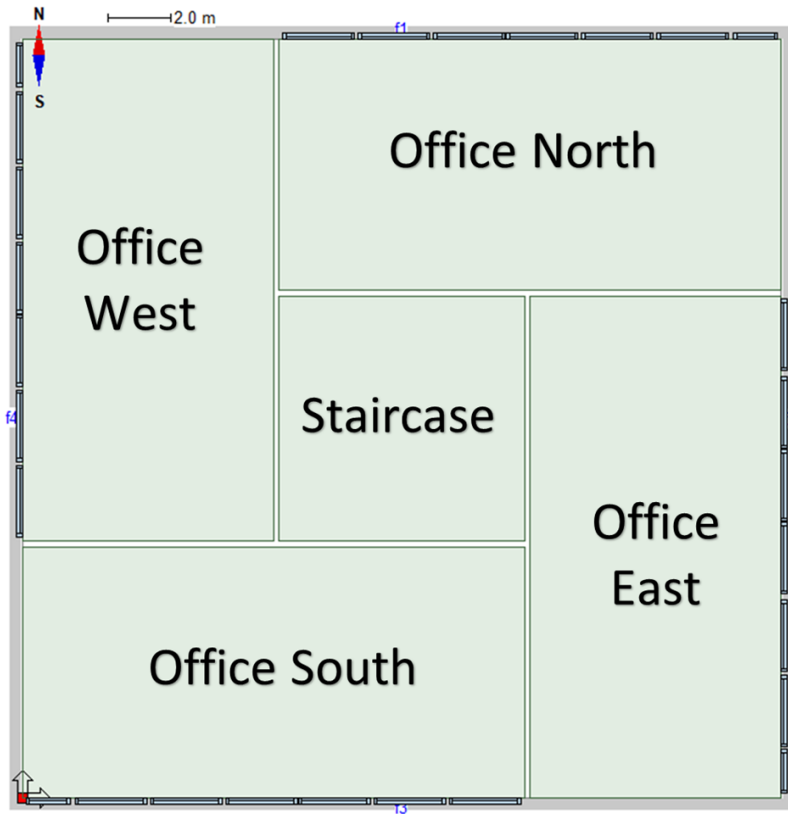 N
2.0 m
f1
S
Office North
Office
West
Staircase
f4
Office
East
Office South
f3